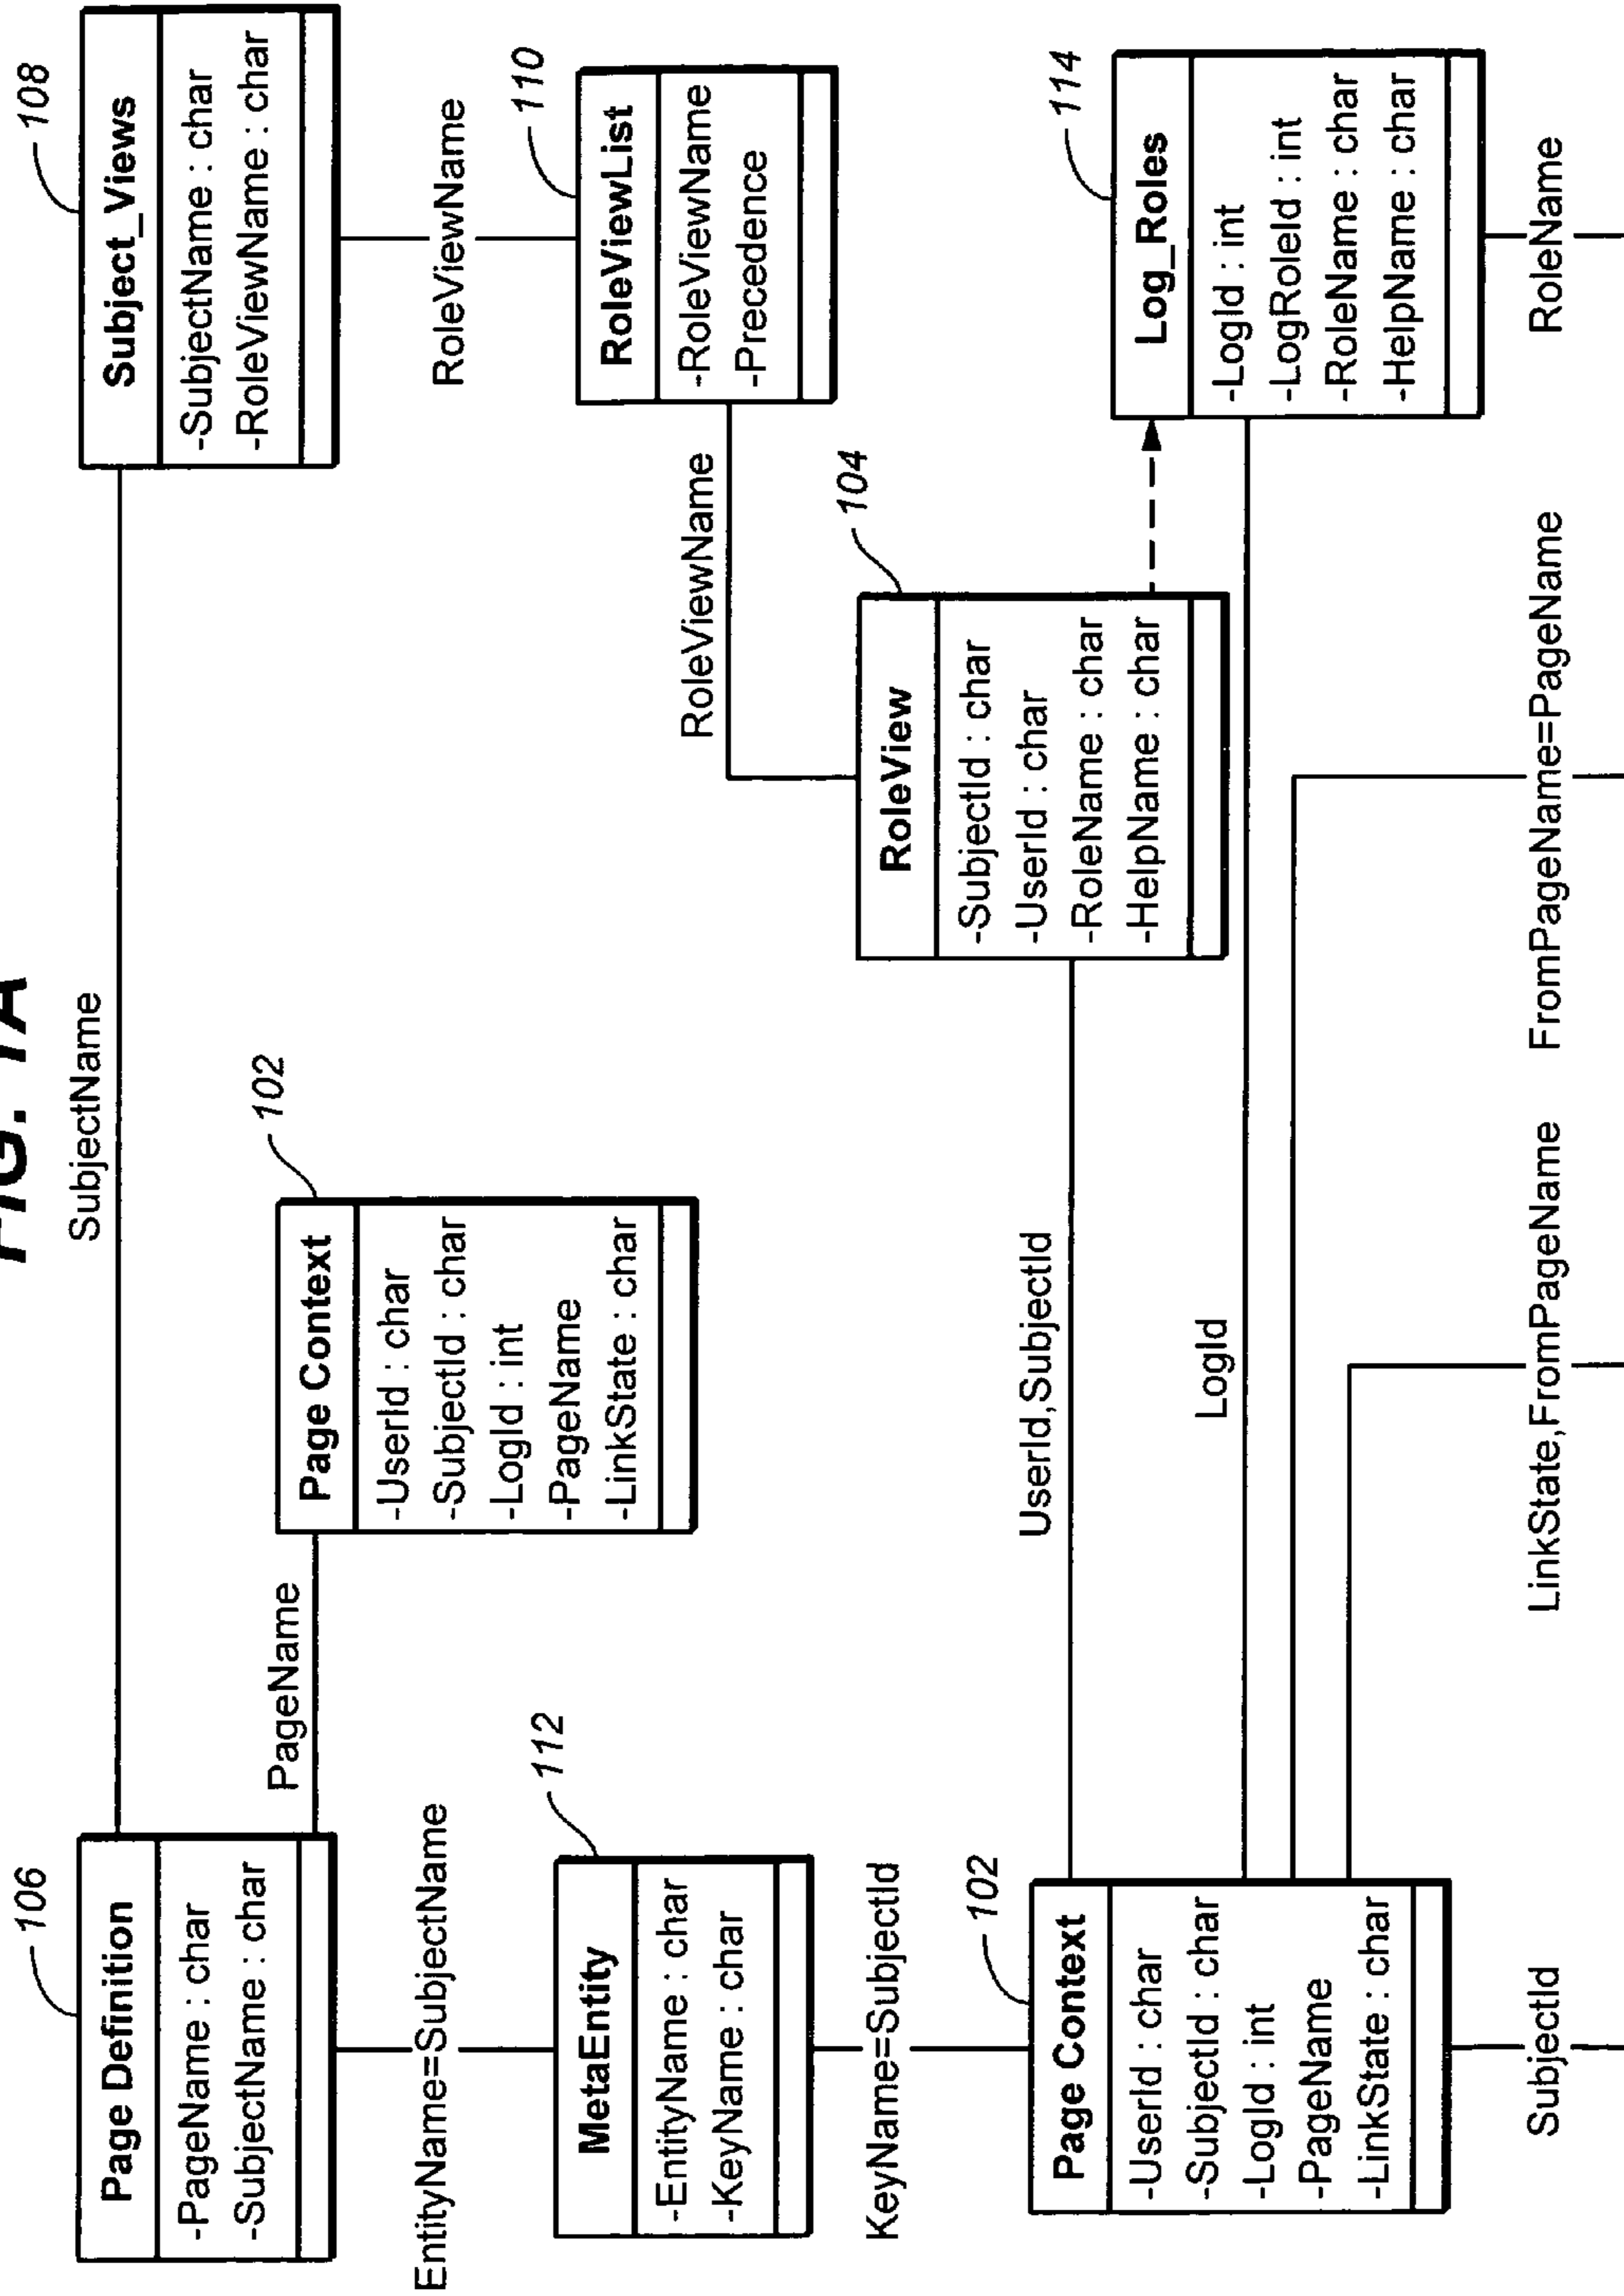 FIG. 1A
106
Page Definition
-PageName : char
-SubjectName : char
SubjectName
108
Subject_Views
-SubjectName : char
-RoleViewName : char
PageName
102
Page Context
-UserId : char
-SubjectId : char
-LogId : int
-PageName
-LinkState : char
EntityName=SubjectName
RoleViewName
112
MetaEntity
-EntityName : char
-KeyName : char
110
RoleViewList
-RoleViewName
-Precedence
RoleViewName
KeyName=SubjectId
104
RoleView
-SubjectId : char
-UserId : char
-RoleName : char
-HelpName : char
102
Page Context
-UserId : char
-SubjectId : char
-LogId : int
-PageName
-LinkState : char
UserId,SubjectId
LogId
114
Log_Roles
-LogId : int
-LogRoleId : int
-RoleName : char
-HelpName : char
SubjectId
LinkState,FromPageName
FromPageName=PageName
RoleName